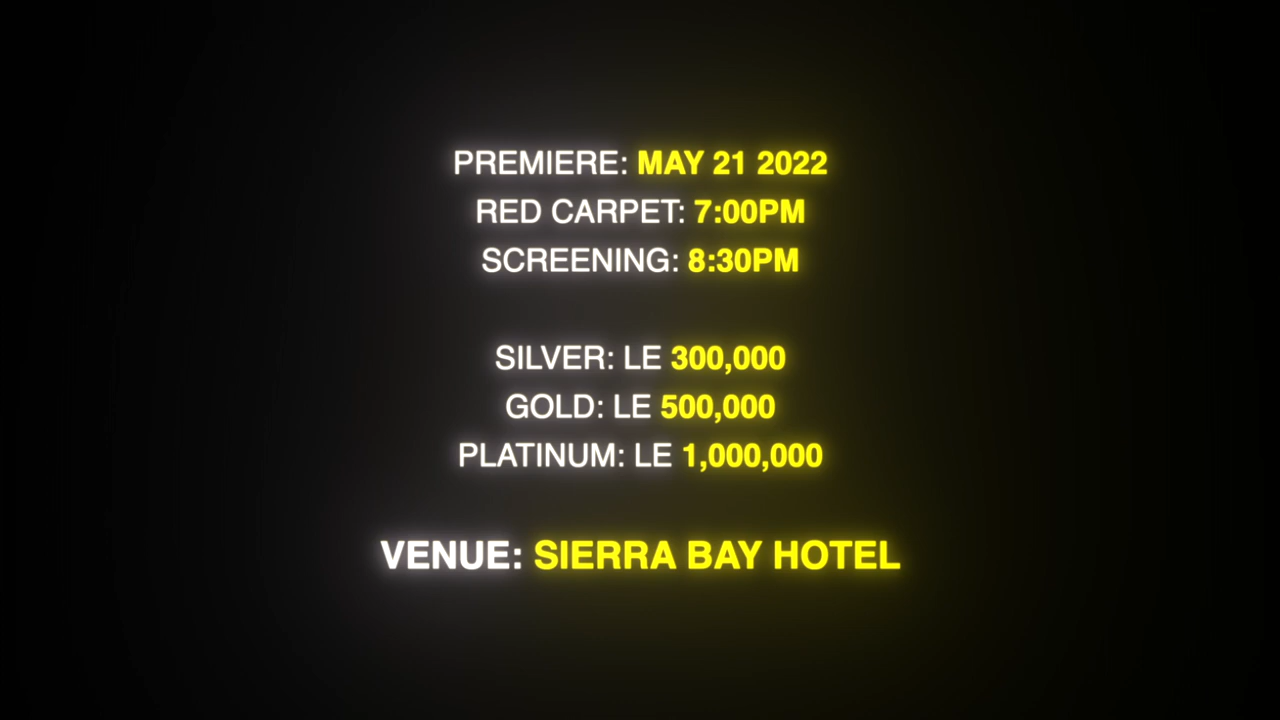 PREMIERE: MAY 21 2022
RED CARPET: 7:00PM
SCREENING: 8:30PM
SILVER: LE 300,000
GOLD: LE 500,000
PLATINUM: LE 1,000,000
VENUE: SIERRA BAY HOTEL